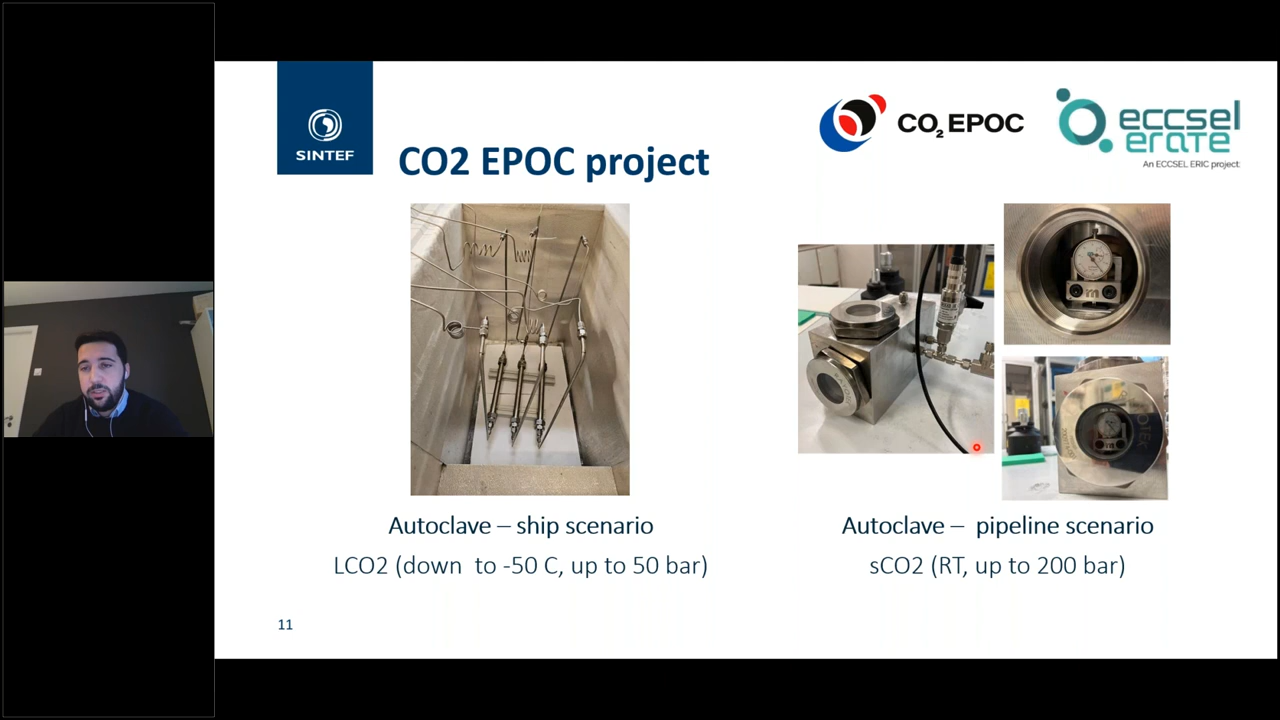 SINTEF
CO2 EPOC project
CO2 EPOC
eccsel
erate
An ECCSEL ERIC project:
Autoclave – ship scenario
LCO2 (down to -50 C, up to 50 bar)
Autoclave – pipeline scenario
sCO2 (RT, up to 200 bar)
11